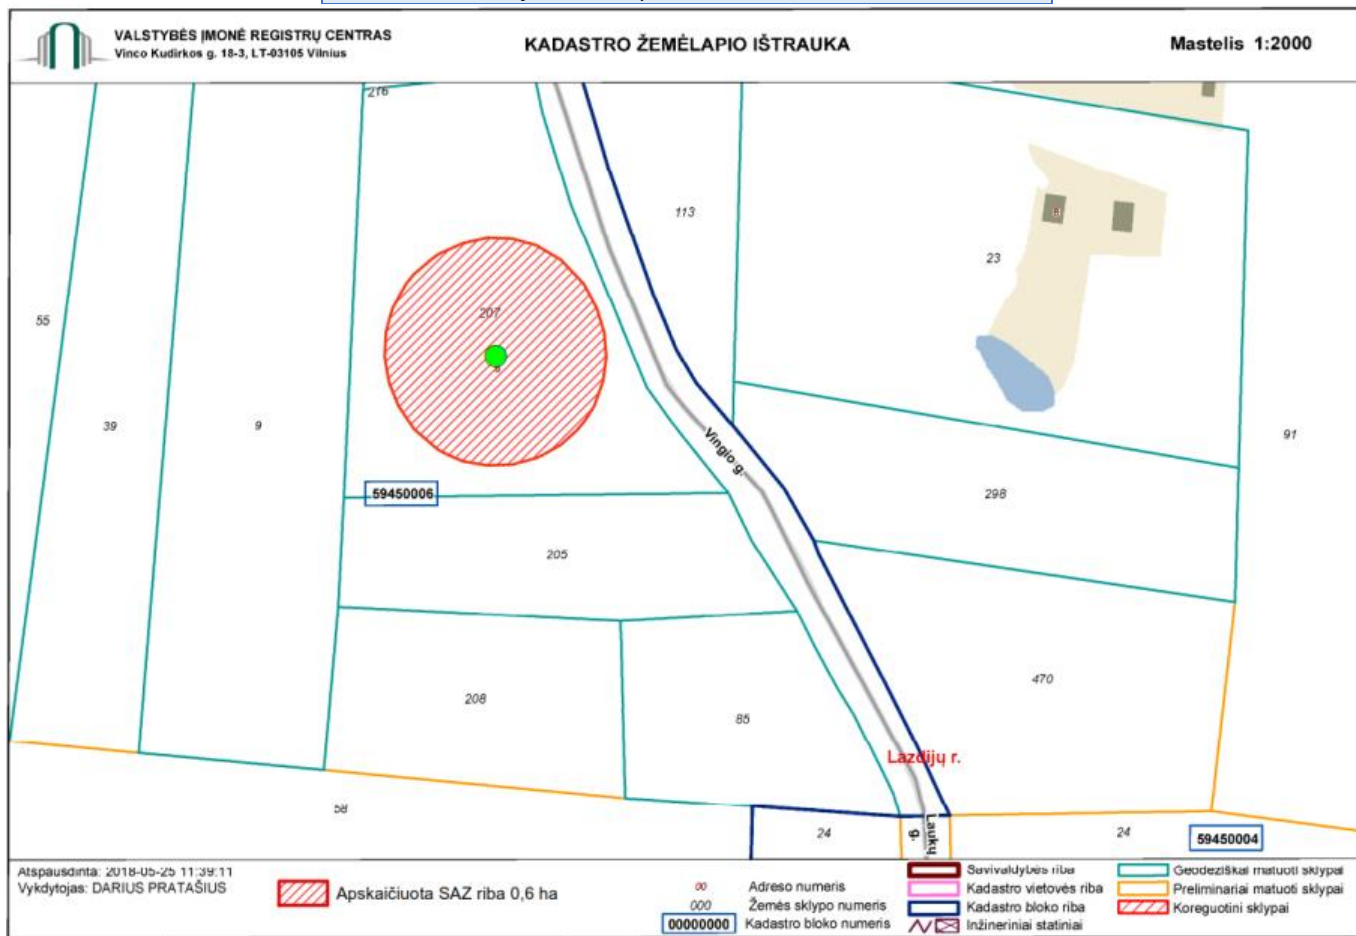 VALSTYBĖS ĮMONĖ REGISTRŲ CENTRAS
Vinco Kudirkos g. 18-3, LT-03105 Vilnius
KADASTRO ŽEMĖLAPIO IŠTRAUKA
Mastelis 1:2000
216
113
23
207
55
39
9
91
Vingio g.
59450006
298
205
208
85
470
Lazdijų r.
58
24
Laukų g.
24
59450004
Atspausdinta: 2018-05-25 11:39:11
Vykdytojas: DARIUS PRATAŠIUS
Apskaičiuota SAZ riba 0,6 ha
00 Adreso numeris
000 Žemės sklypo numeris
00000000 Kadastro bloko numeris
Savivaldybės riba
Kadastro vietovės riba
Kadastro bloko riba
Inžineriniai statiniai
Geodeziškai matuoti sklypai
Preliminariai matuoti sklypai
Koreguotini sklypai